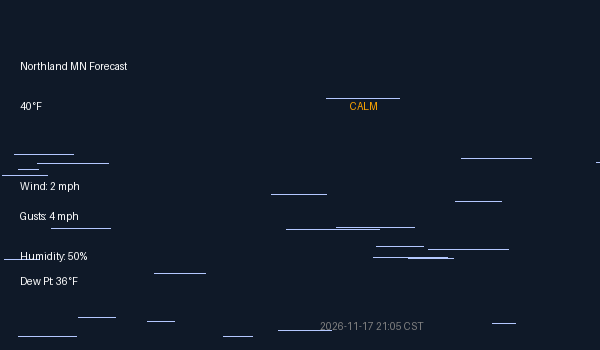 Northland MN Forecast
40°F
CALM
Wind: 2 mph
Gusts: 4 mph
Humidity: 50%
Dew Pt: 36°F
2026-11-17 21:05 CST